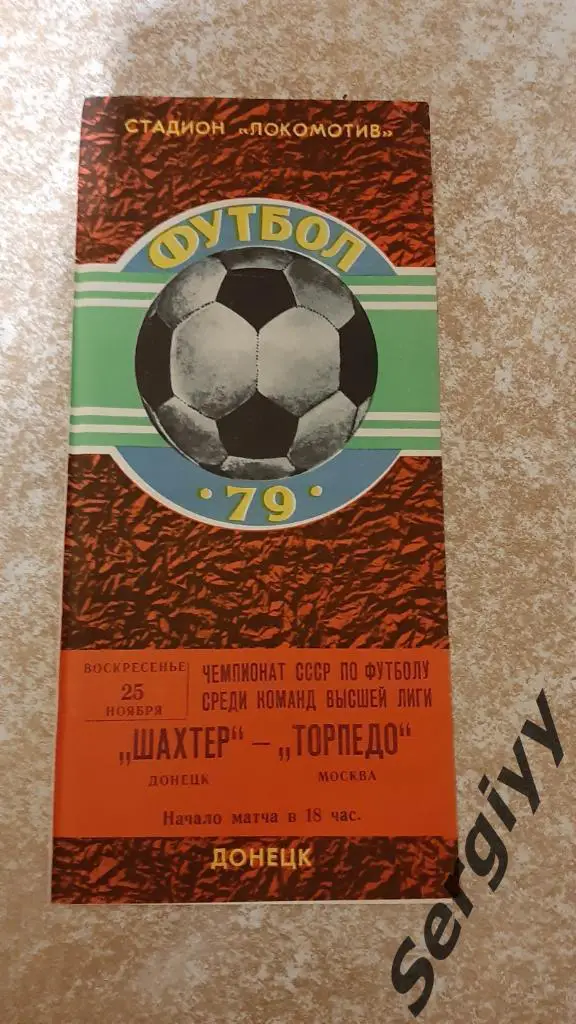 СТАДИОН „ЛОКОМОТИВ»
ФУТБОЛ
·79·
ВОСКРЕСЕНЬЕ
25
НОЯБРЯ
ЧЕМПИОНАТ СССР ПО ФУТБОЛУ
СРЕДИ КОМАНД ВЫСШЕЙ ЛИГИ
„ШАХТЕР" — „ТОРПЕДО"
ДОНЕЦК МОСКВА
Начало матча в 18 час.
ДОНЕЦК
Sergiyy